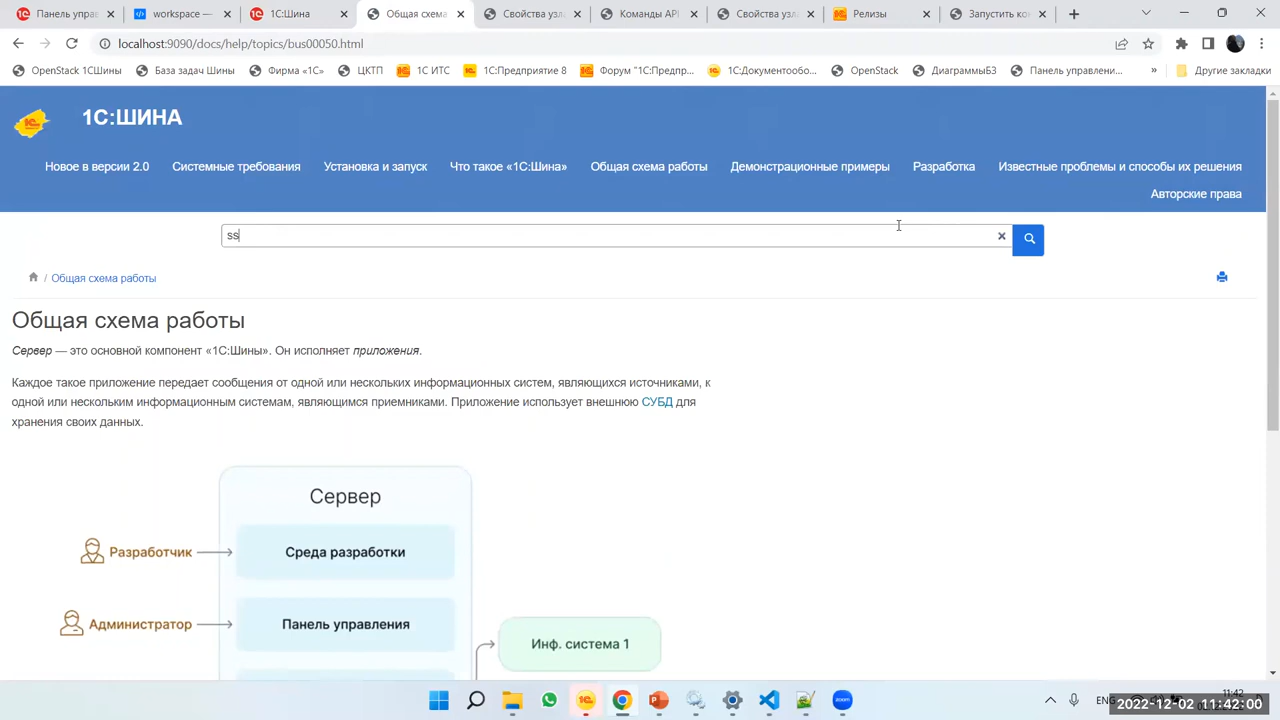 Панель упра
workspace —
1С:Шина
Общая схема
Свойства узл
Команды API
Свойства узл
Релизы
Запустить ко
localhost:9090/docs/help/topics/bus00050.html
OpenStack 1СШины
База задач Шины
Фирма «1С»
ЦКТП
1С ИТС
1С:Предприятие 8
Форум "1С:Предпр...
1С:Документообо...
OpenStack
ДиаграммыБЗ
Панель управлени...
»
Другие закладки
1С:ШИНА
Новое в версии 2.0
Системные требования
Установка и запуск
Что такое «1С:Шина»
Общая схема работы
Демонстрационные примеры
Разработка
Известные проблемы и способы их решения
Авторские права
ss
/ Общая схема работы
Общая схема работы
Сервер — это основной компонент «1С:Шины». Он исполняет приложения.
Каждое такое приложение передает сообщения от одной или нескольких информационных систем, являющихся источниками, к
одной или нескольким информационным системам, являющимся приемниками. Приложение использует внешнюю СУБД для
хранения своих данных.
Сервер
Разработчик
Среда разработки
Администратор
Панель управления
Инф. система 1
zoom
ENG
11:42
2022-12-02 11:42:00